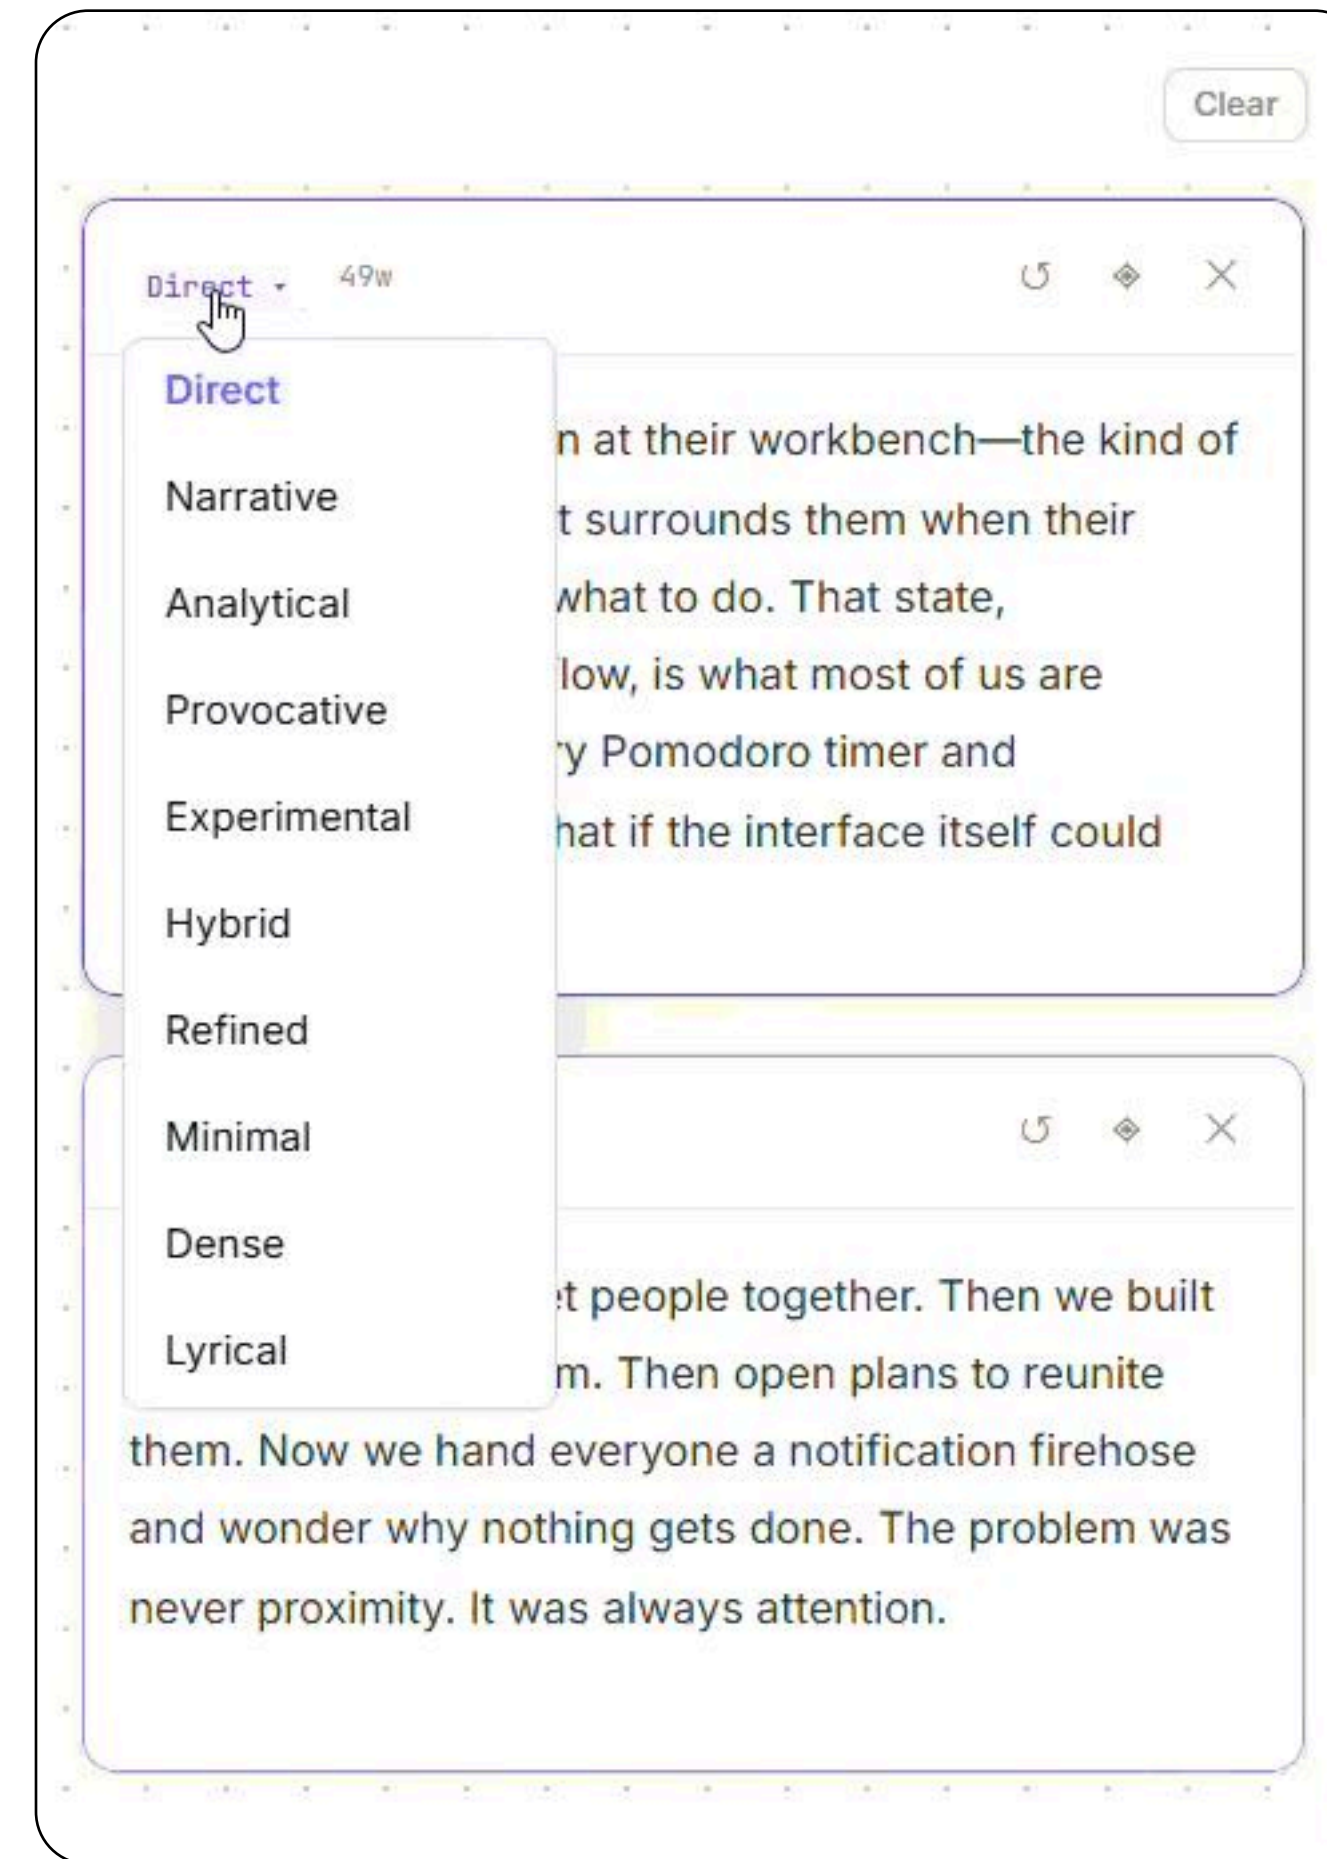 Clear
Direct 49w
Direct
Narrative
Analytical
Provocative
Experimental
Hybrid
Refined
Minimal
Dense
Lyrical
at their workbench—the kind of
surrounds them when their
what to do. That state,
is what most of us are
Pomodoro timer and
if the interface itself could
people together. Then we built
Then open plans to reunite
them. Now we hand everyone a notification firehose
and wonder why nothing gets done. The problem was
never proximity. It was always attention.